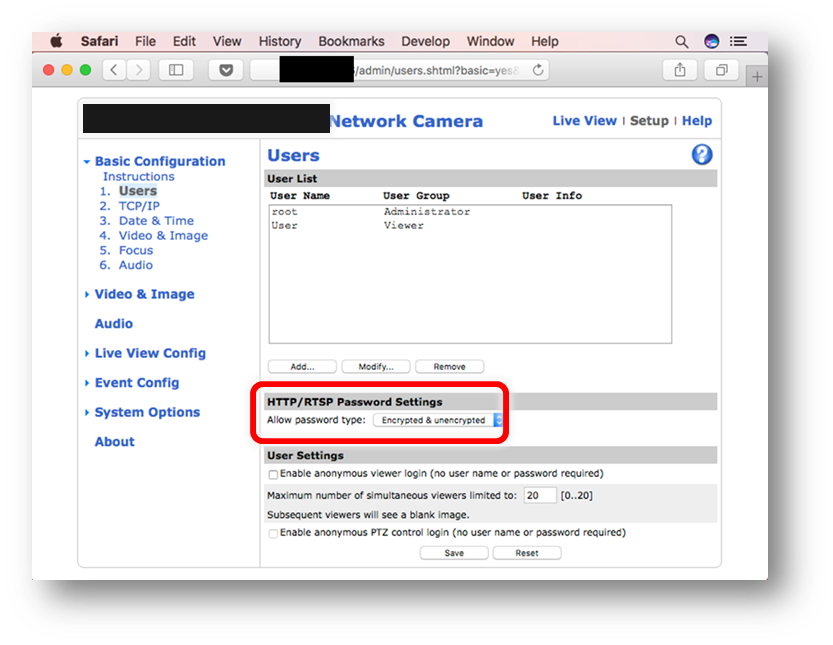 Safari File Edit View History Bookmarks Develop Window Help
/admin/users.shtml?basic=yes&
Network Camera
Live View | Setup | Help
Basic Configuration
Instructions
1. Users
2. TCP/IP
3. Date & Time
4. Video & Image
5. Focus
6. Audio
Video & Image
Audio
Live View Config
Event Config
System Options
About
Users
User List
User Name User Group User Info
root Administrator
User Viewer
Add... Modify... Remove
HTTP/RTSP Password Settings
Allow password type: Encrypted & unencrypted
User Settings
Enable anonymous viewer login (no user name or password required)
Maximum number of simultaneous viewers limited to: 20 [0..20]
Subsequent viewers will see a blank image.
Enable anonymous PTZ control login (no user name or password required)
Save Reset